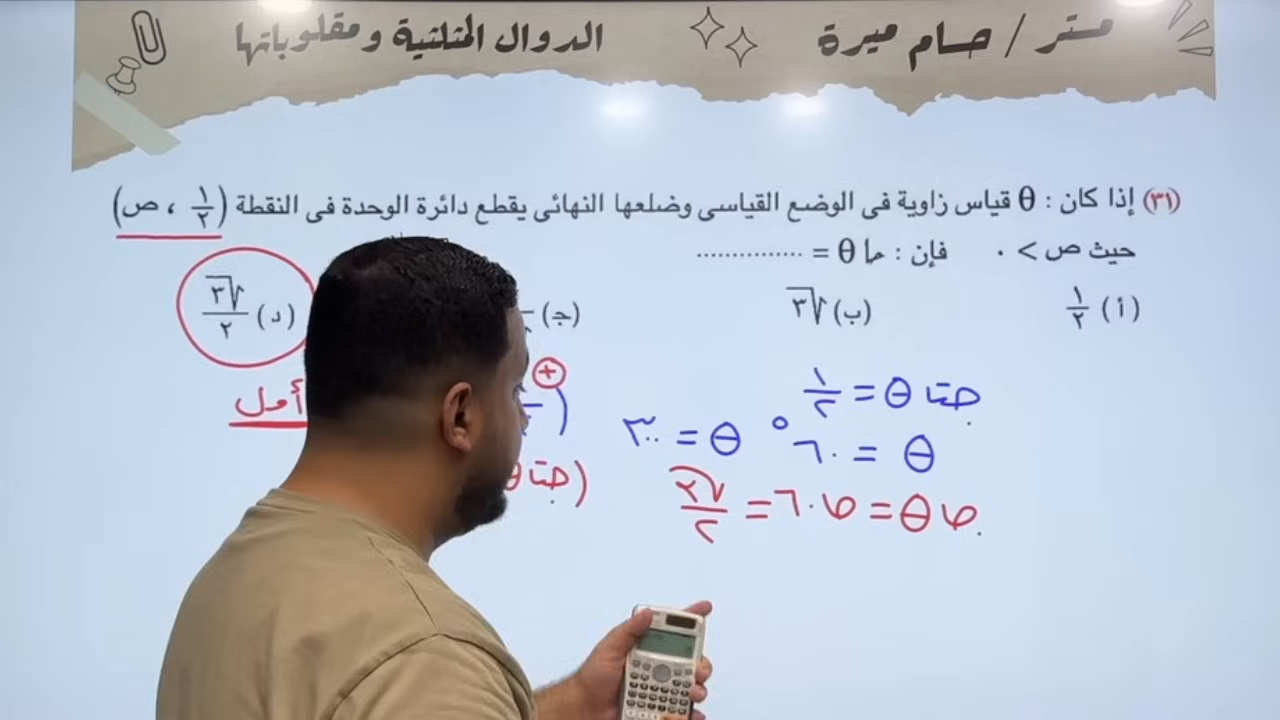 مستر / حسام ميرة
الدوال المثلثية ومقلوباتها
(٣١) إذا كان : θ قياس زاوية فى الوضع القياسى وضلعها النهائى يقطع دائرة الوحدة فى النقطة (١/٢ ، ص)
حيث ص > ٠ فإن : حا θ = ...............
(أ) ١/٢ (ب) √٣ (ج) (د) √٣/٢
جتا θ = ١/٢
θ = ٦٠° θ = ٣٠٠
حا θ = حا ٦٠ = √٣/٢
(+)
(جتا θ
أول